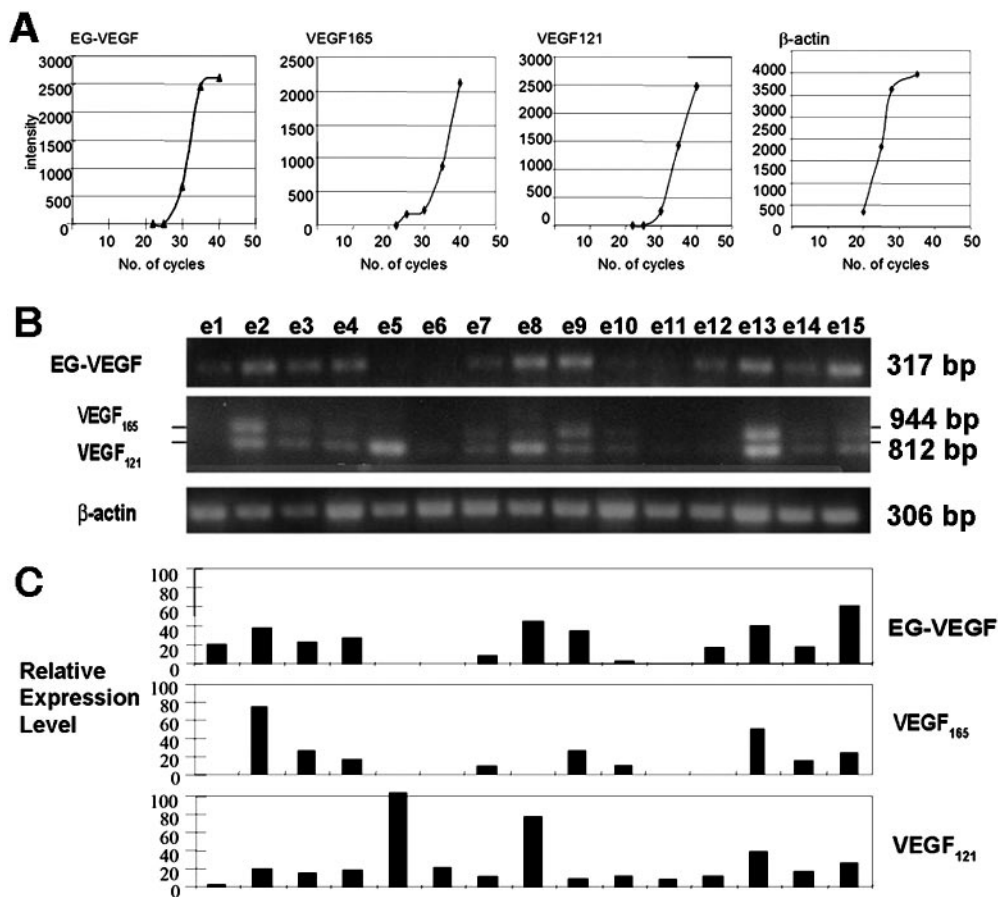 A
EG-VEGF
VEGF165
VEGF121
β-actin
3000
2500
2000
1500
1000
500
0
intensity
10 20 30 40 50
No. of cycles
2500
2000
1500
1000
500
0
10 20 30 40 50
No. of cycles
3000
2500
2000
1500
1000
500
0
10 20 30 40 50
No. of cycles
4000
3500
3000
2500
2000
1500
1000
500
0
10 20 30 40 50
No. of cycles
B
e1 e2 e3 e4 e5 e6 e7 e8 e9 e10 e11 e12 e13 e14 e15
EG-VEGF 317 bp
VEGF165 944 bp
VEGF121 812 bp
β-actin 306 bp
C
Relative
Expression
Level
100
80
60
40
20
0
EG-VEGF
100
80
60
40
20
0
VEGF165
100
80
60
40
20
0
VEGF121